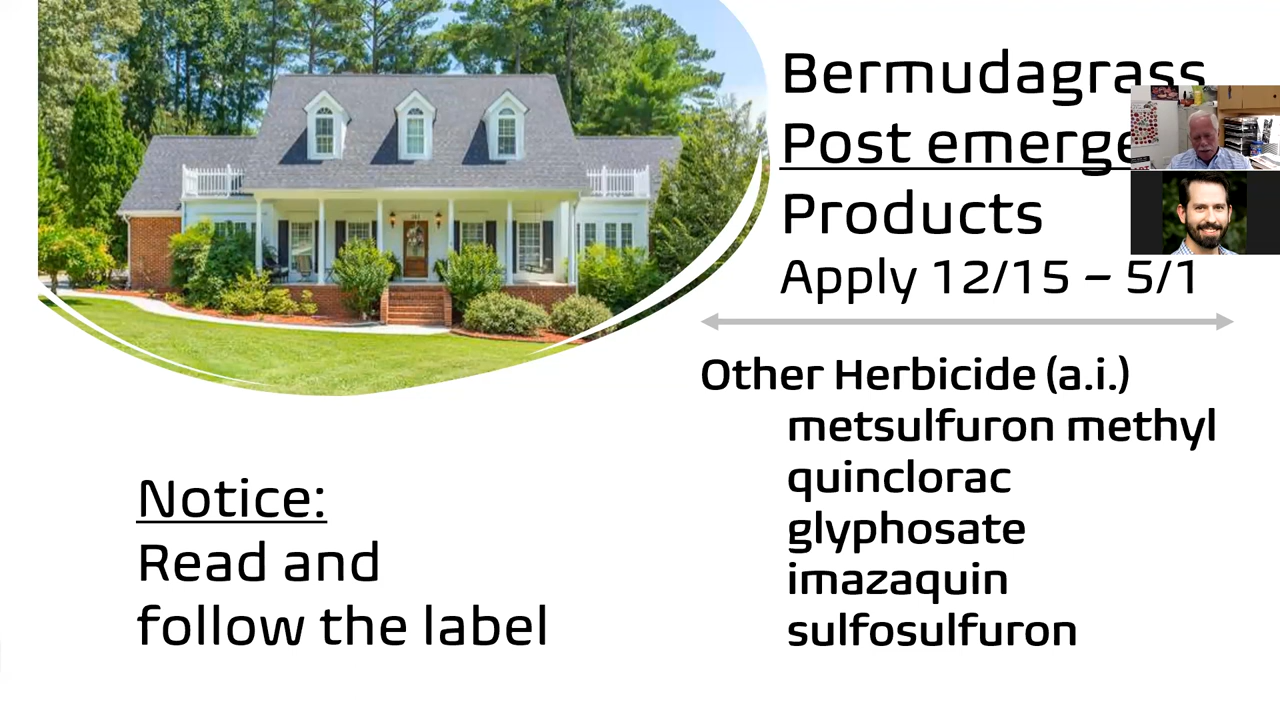 Bermudagrass
Post emerge
Products
Apply 12/15 – 5/1
Other Herbicide (a.i.)
metsulfuron methyl
quinclorac
glyphosate
imazaquin
sulfosulfuron
Notice:
Read and
follow the label